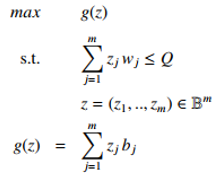 max g(z)
s.t. ∑_{j=1}^{m} z_j w_j ≤ Q
z = (z_1, .., z_m) ∈ 𝔹^m
g(z) = ∑_{j=1}^{m} z_j b_j